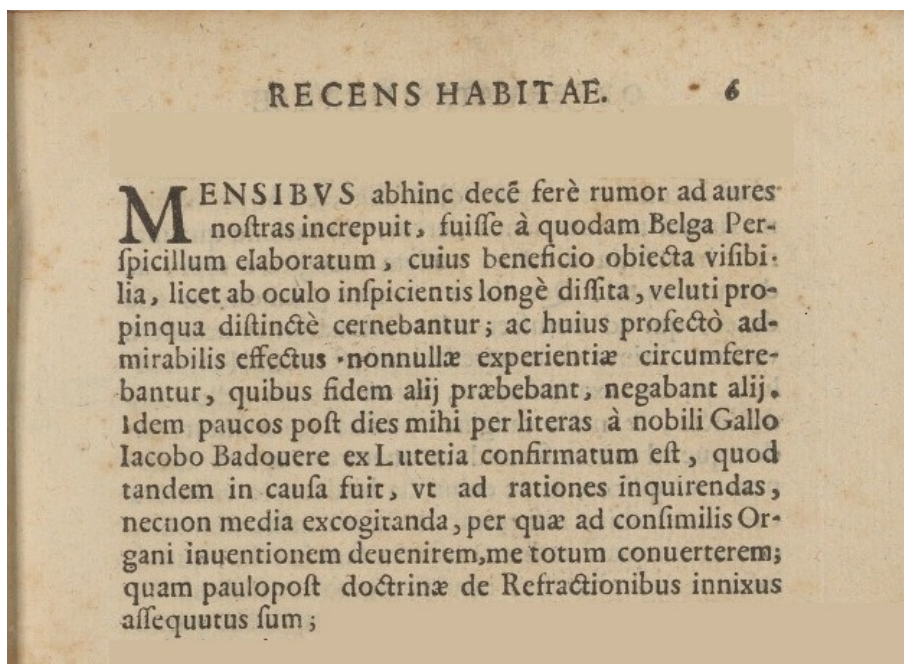 RECENS HABITAE. 6
MENSIBVS abhinc decẽ ferè rumor ad aures
noſtras increpuit, fuiſſe à quodam Belga Per-
ſpicillum elaboratum, cuius beneficio obiecta viſibi-
lia, licet ab oculo inſpicientis longè diſſita, veluti pro-
pinqua diſtinctè cernebantur; ac huius profectò ad-
mirabilis effectus nonnullæ experientiæ circumfere-
bantur, quibus fidem alij præbebant, negabant alij.
Idem paucos poſt dies mihi per literas à nobili Gallo
Iacobo Badouere ex Lutetia confirmatum eſt, quod
tandem in cauſa fuit, vt ad rationes inquirendas,
necnon media excogitanda, per quæ ad conſimilis Or-
gani inuentionem deuenirem, me totum conuerterem;
quam paulopoſt doctrinæ de Refractionibus innixus
aſſequutus ſum;